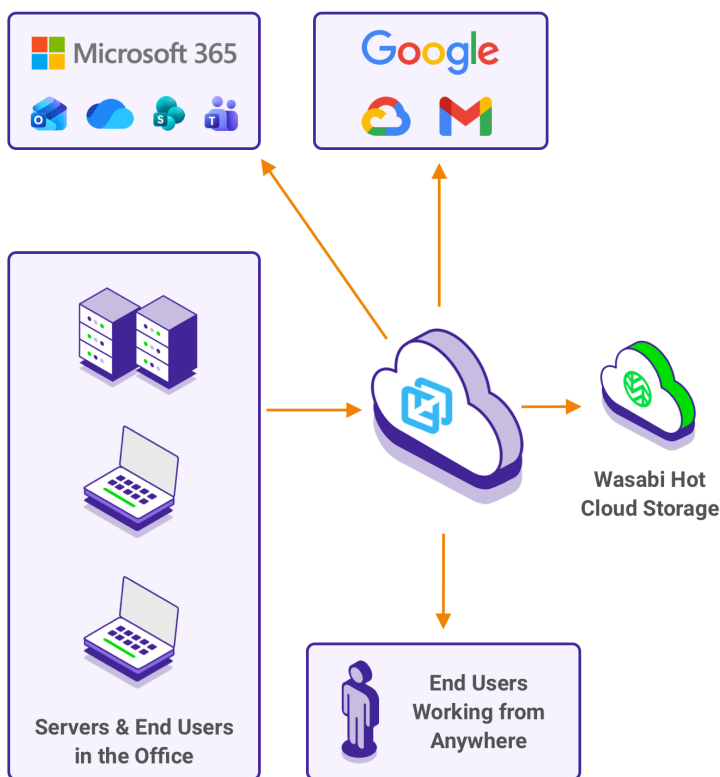 Microsoft 365
Google
O
S
T
Wasabi Hot
Cloud Storage
Servers & End Users
in the Office
End Users
Working from
Anywhere